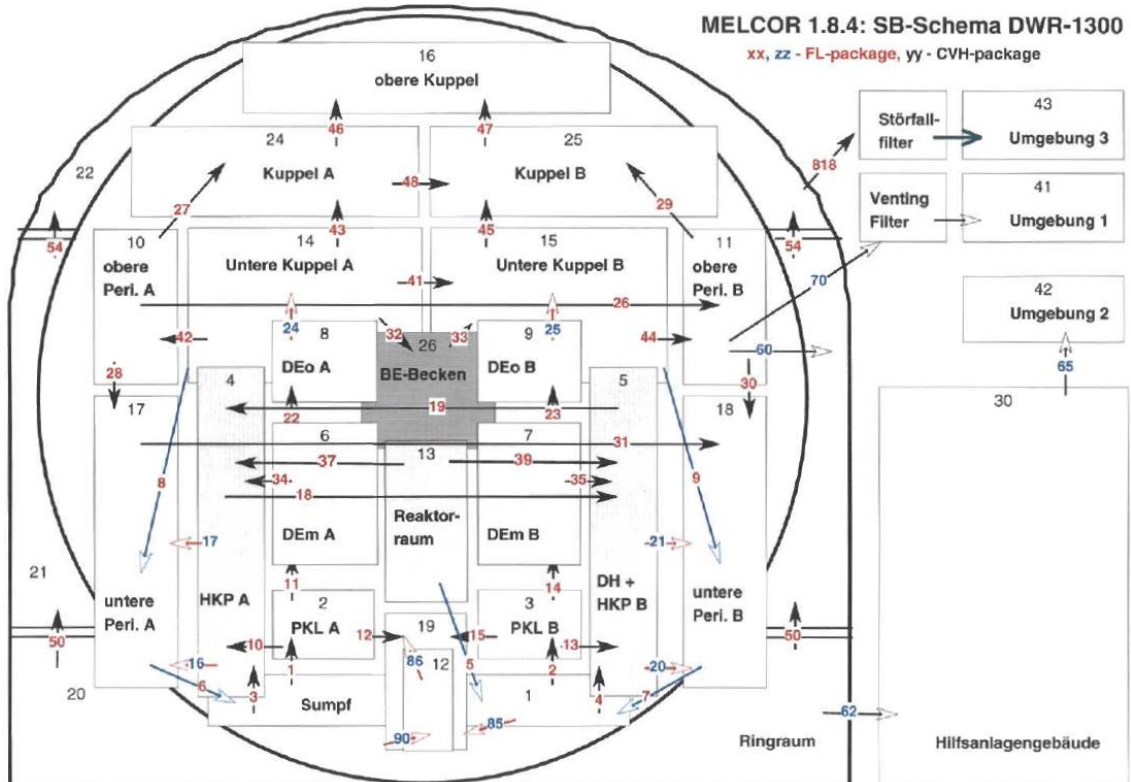 MELCOR 1.8.4: SB-Schema DWR-1300
xx, zz - FL-package, yy - CVH-package
16
obere Kuppel
46
47
24
Kuppel A
25
Kuppel B
48
27
29
43
45
22
54
54
818
Störfall-
filter
43
Umgebung 3
Venting
Filter
41
Umgebung 1
42
Umgebung 2
70
60
65
10
obere
Peri. A
14
Untere Kuppel A
15
Untere Kuppel B
11
obere
Peri. B
41
26
42
44
24
25
32
33
8
DEo A
26
BE-Becken
9
DEo B
28
30
17
4
22
19
23
5
18
30
6
13
7
31
37
39
34
35
18
8
9
DEm A
Reaktor-
raum
DEm B
17
21
21
untere
Peri. A
HKP A
11
14
DH +
HKP B
untere
Peri. B
2
PKL A
19
3
PKL B
50
50
10
12
15
13
16
86
12
5
20
6
3
1
2
4
7
20
Sumpf
1
90
85
62
Ringraum
Hilfsanlagengebäude